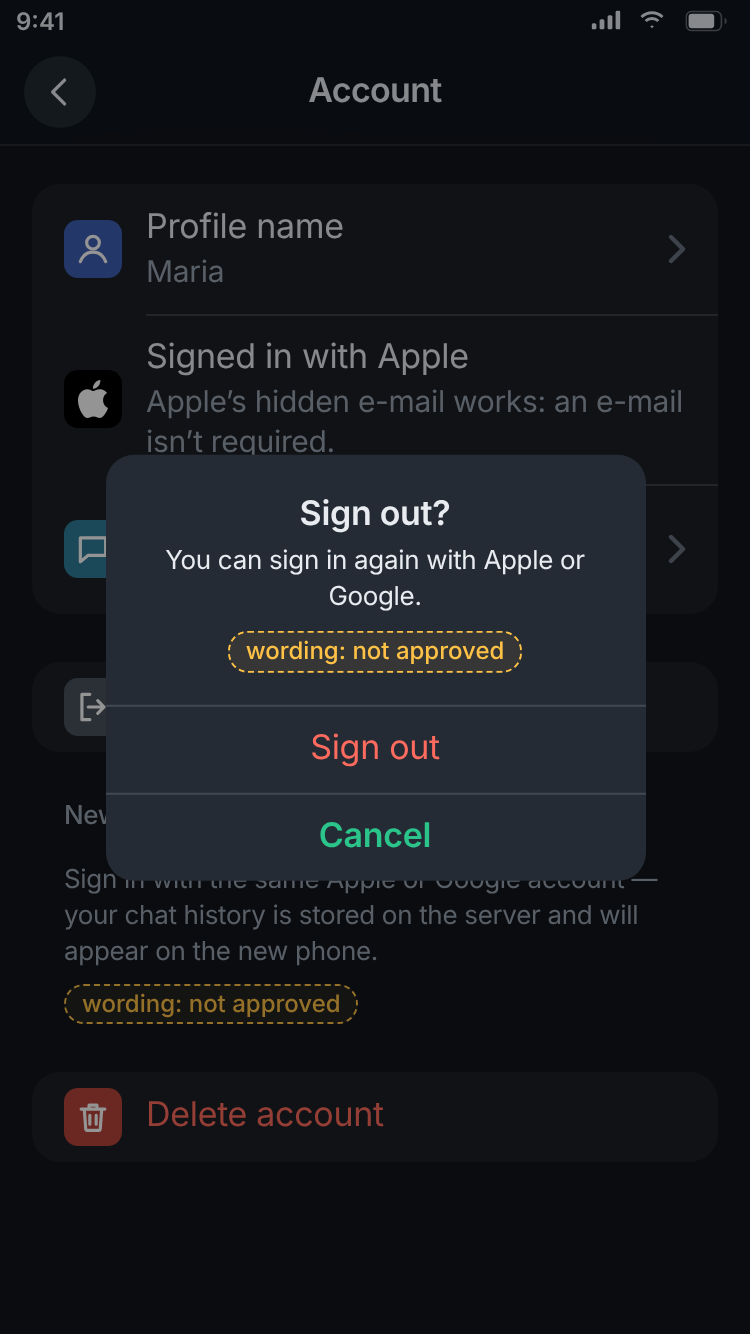 9:41
Account
Profile name
Maria
Signed in with Apple
Apple’s hidden e-mail works: an e-mail
isn’t required.
Sign out?
You can sign in again with Apple or
Google.
wording: not approved
Sign out
Cancel
Sign in with the same Apple or Google account —
your chat history is stored on the server and will
appear on the new phone.
wording: not approved
Delete account